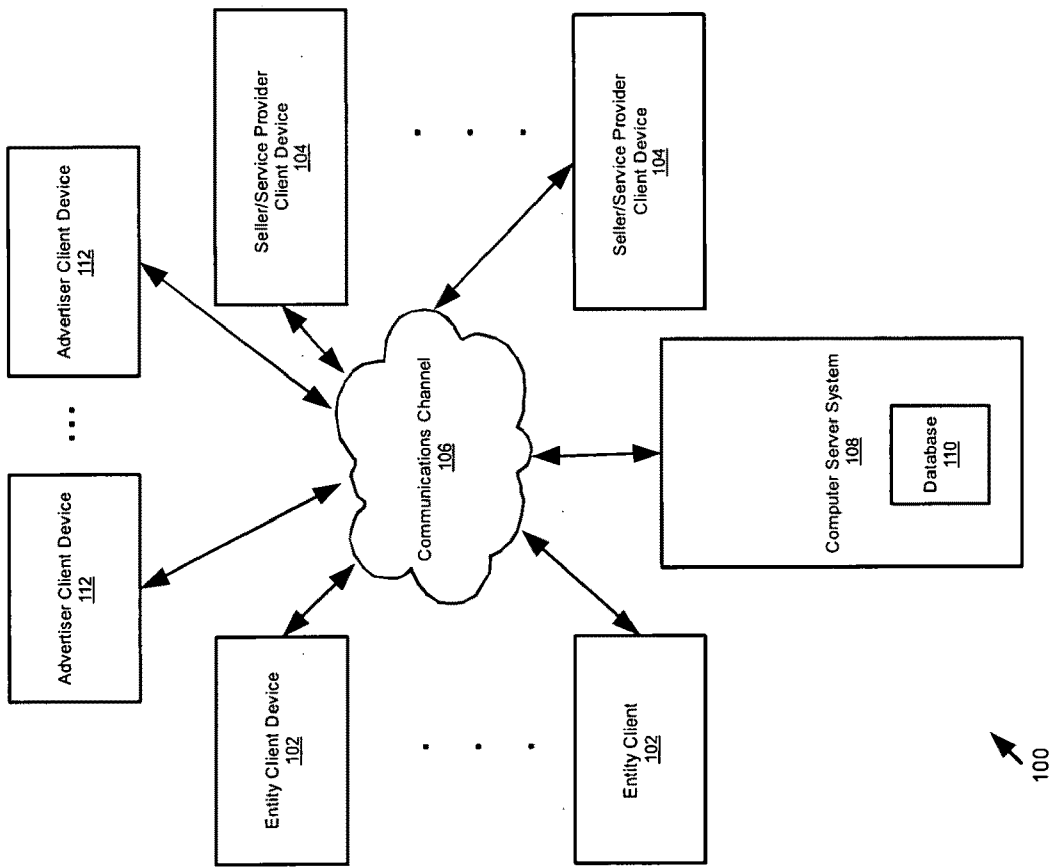 Advertiser Client Device
112
...
Advertiser Client Device
112
Entity Client Device
102
Seller/Service Provider
Client Device
104
Communications Channel
106
Entity Client
102
Seller/Service Provider
Client Device
104
Computer Server System
108
Database
110
100